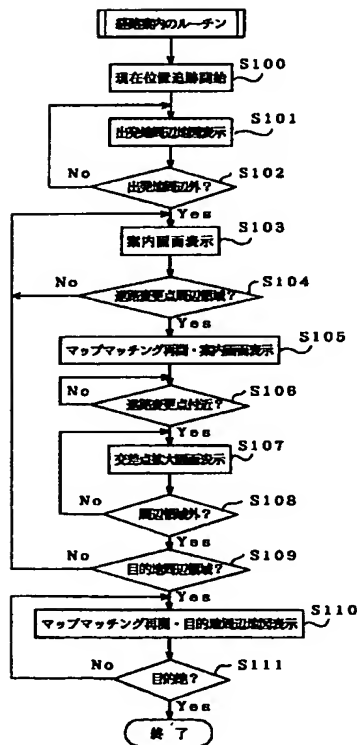 経路案内のルーチン
S100
現在位置追跡開始
S101
出発地周辺地図表示
S102
No
出発地周辺外?
Yes
S103
案内画面表示
S104
No
進路変更点周辺領域?
Yes
S105
マップマッチング再開・案内画面表示
S106
No
進路変更点付近?
Yes
S107
交差点拡大画面表示
S108
No
周辺領域外?
Yes
S109
No
目的地周辺領域?
Yes
S110
マップマッチング再開・目的地周辺地図表示
S111
No
目的地?
Yes
終了